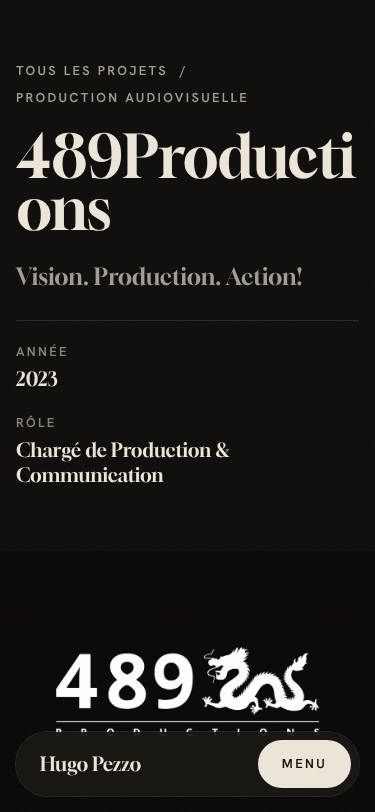 TOUS LES PROJETS /
PRODUCTION AUDIOVISUELLE
489Producti
ons
Vision. Production. Action!
ANNÉE
2023
RÔLE
Chargé de Production &
Communication
489
Hugo Pezzo
MENU